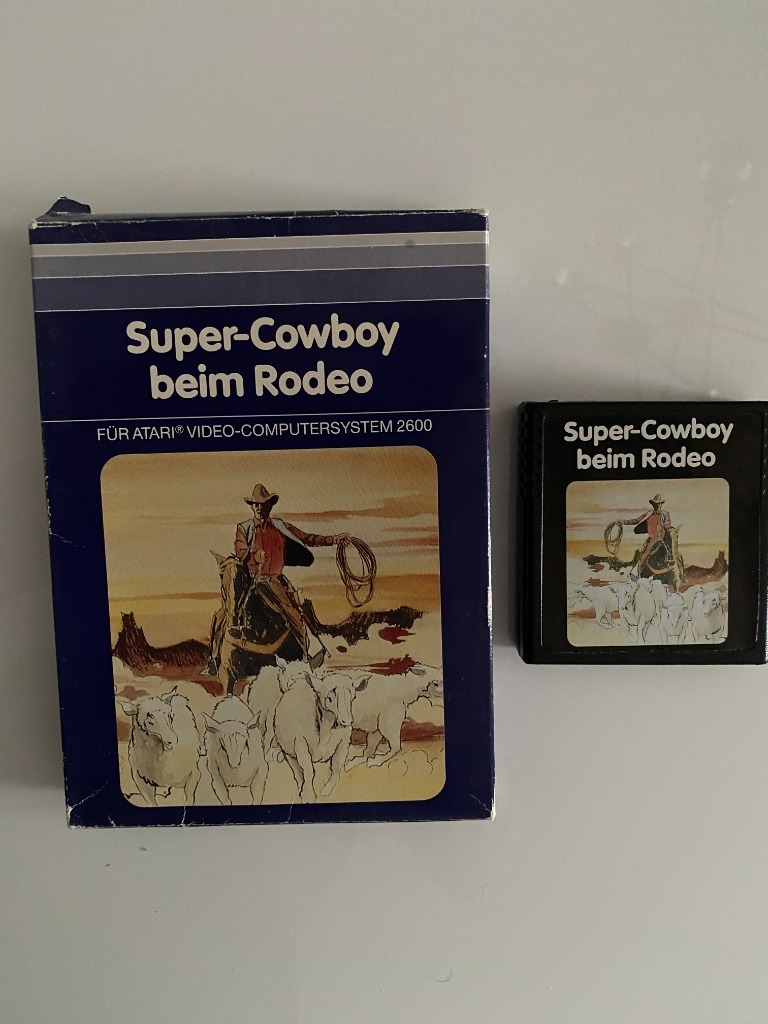 Super-Cowboy
beim Rodeo
FÜR ATARI® VIDEO-COMPUTERSYSTEM 2600
Super-Cowboy
beim Rodeo